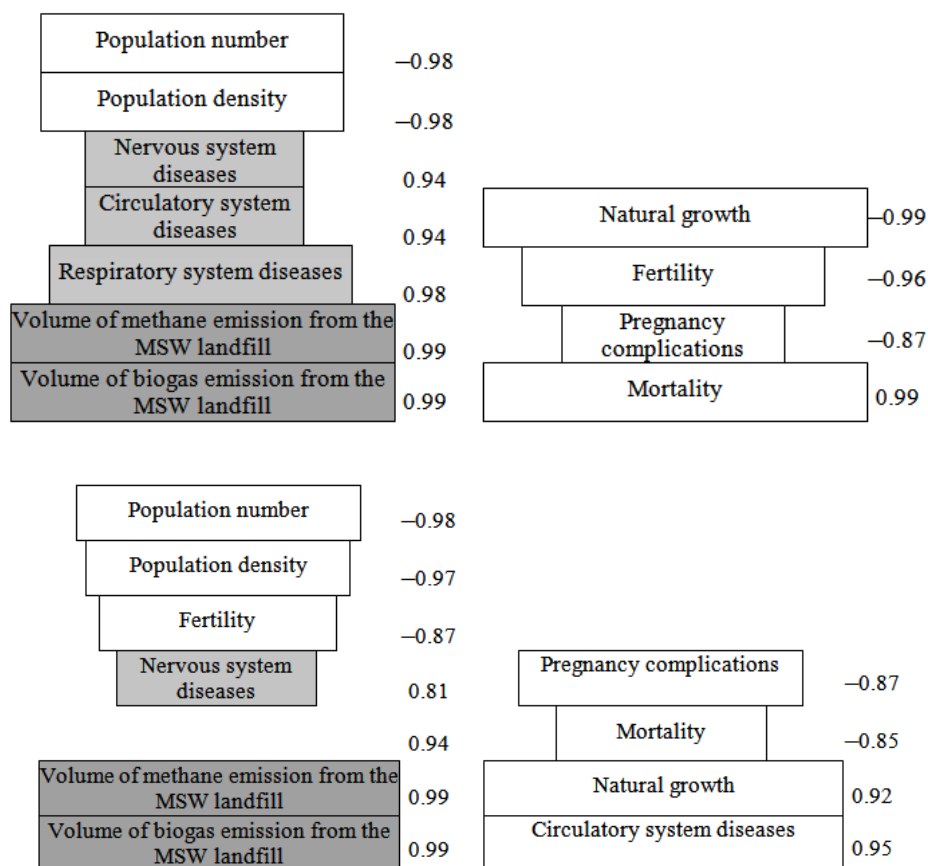 Population number
−0.98
Population density
−0.98
Nervous system
diseases
0.94
Circulatory system
diseases
0.94
Respiratory system diseases
0.98
Volume of methane emission from the
MSW landfill
0.99
Volume of biogas emission from the
MSW landfill
0.99
Natural growth
−0.99
Fertility
−0.96
Pregnancy
complications
−0.87
Mortality
0.99
Population number
−0.98
Population density
−0.97
Fertility
−0.87
Nervous system
diseases
0.81
0.94
Volume of methane emission from the
MSW landfill
0.99
Volume of biogas emission from the
MSW landfill
0.99
Pregnancy complications
−0.87
Mortality
−0.85
Natural growth
0.92
Circulatory system diseases
0.95